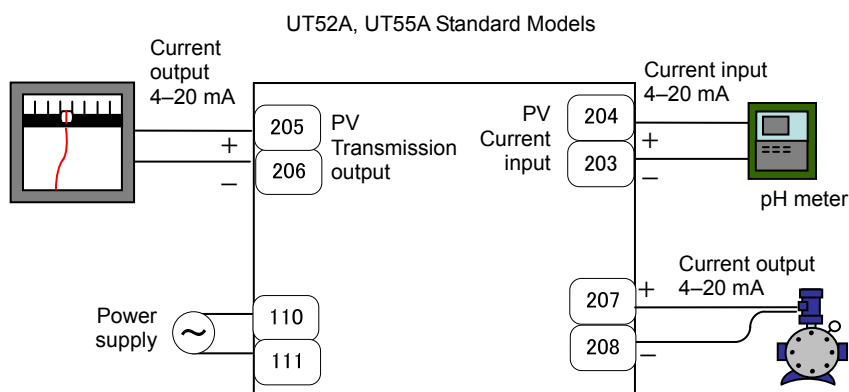 UT52A, UT55A Standard Models
Current
output
4–20 mA
+
−
205
206
PV
Transmission
output
PV
Current
input
204
203
Current input
4–20 mA
+
−
pH meter
Power
supply
~
110
111
207
208
+
−
Current output
4–20 mA